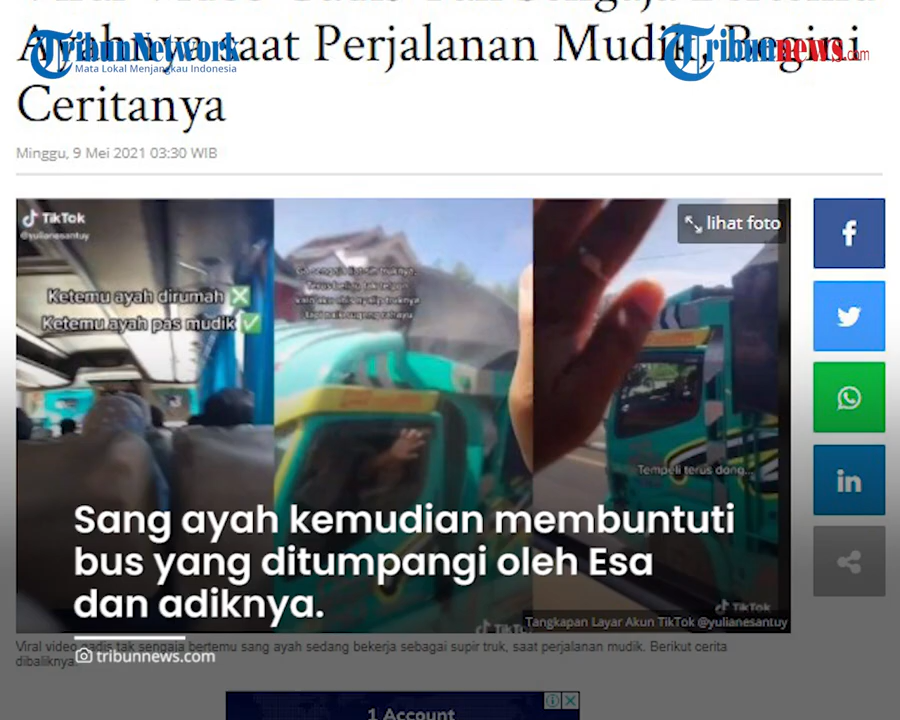 Ayahnya saat Perjalanan Mudik, Begini
Ceritanya
TribunNetwork
Mata Lokal Menjangkau Indonesia
Tribunnews.com
Minggu, 9 Mei 2021 03:30 WIB
TikTok
@yulianesantuy
lihat foto
Ketemu ayah dirumah
Ketemu ayah pas mudik
Tempeli terus dong...
Sang ayah kemudian membuntuti
bus yang ditumpangi oleh Esa
dan adiknya.
TikTok
TikTok
Tangkapan Layar Akun TikTok @yulianesantuy
Viral video gadis tak sengaja bertemu sang ayah sedang bekerja sebagai supir truk, saat perjalanan mudik. Berikut cerita
dibaliknya.
tribunnews.com
1 Account